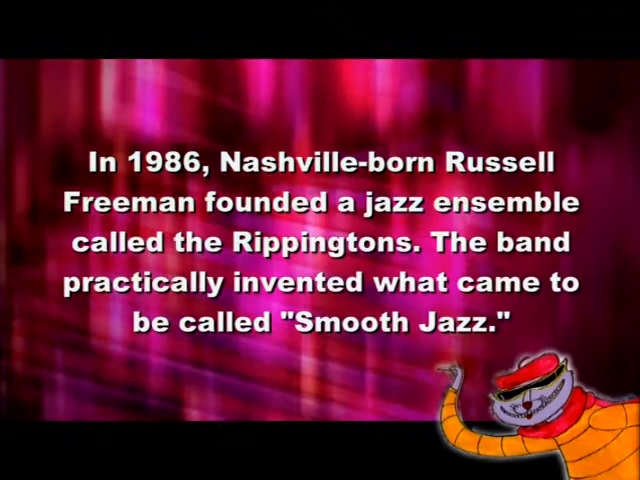 In 1986, Nashville-born Russell
Freeman founded a jazz ensemble
called the Rippingtons. The band
practically invented what came to
be called "Smooth Jazz."